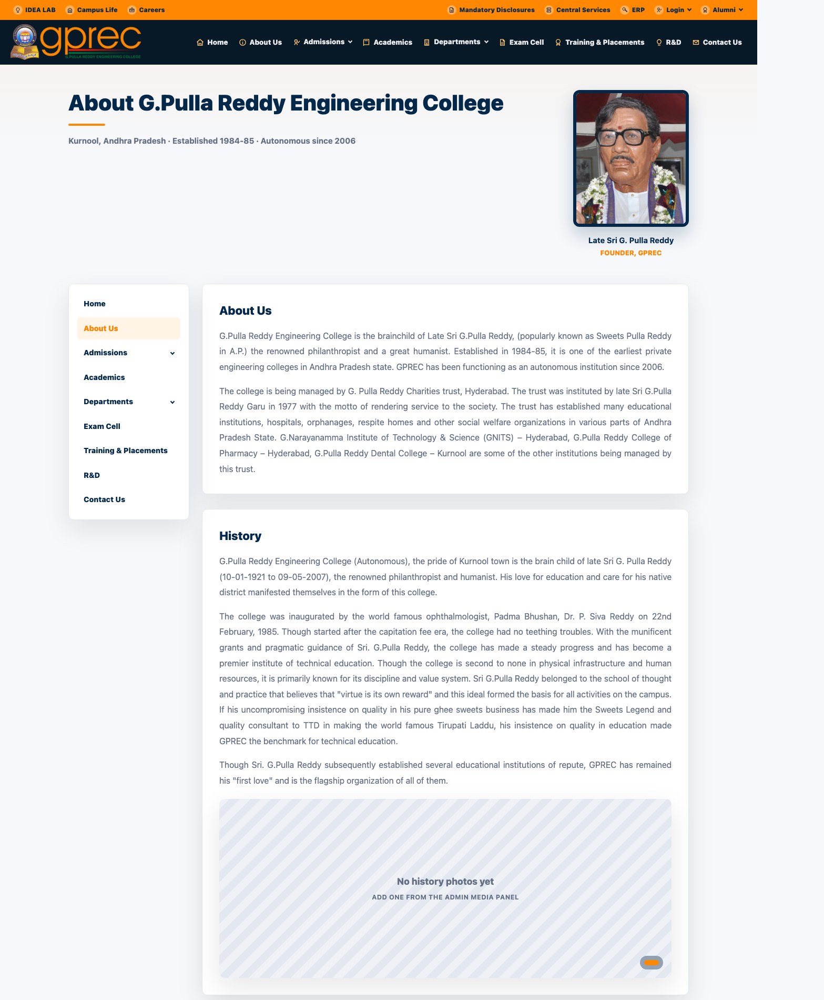 IDEA LAB
Campus Life
Careers
Mandatory Disclosures
Central Services
ERP
Login
Alumni
gprec
G.PULLA REDDY ENGINEERING COLLEGE
Home
About Us
Admissions
Academics
Departments
Exam Cell
Training & Placements
R&D
Contact Us
About G.Pulla Reddy Engineering College
Kurnool, Andhra Pradesh · Established 1984-85 · Autonomous since 2006
Late Sri G. Pulla Reddy
FOUNDER, GPREC
Home
About Us
Admissions
Academics
Departments
Exam Cell
Training & Placements
R&D
Contact Us
About Us
G.Pulla Reddy Engineering College is the brainchild of Late Sri G.Pulla Reddy, (popularly known as Sweets Pulla Reddy
in A.P.) the renowned philanthropist and a great humanist. Established in 1984-85, it is one of the earliest private
engineering colleges in Andhra Pradesh state. GPREC has been functioning as an autonomous institution since 2006.
The college is being managed by G. Pulla Reddy Charities trust, Hyderabad. The trust was instituted by late Sri G.Pulla
Reddy Garu in 1977 with the motto of rendering service to the society. The trust has established many educational
institutions, hospitals, orphanages, respite homes and other social welfare organizations in various parts of Andhra
Pradesh State. G.Narayanamma Institute of Technology & Science (GNITS) – Hyderabad, G.Pulla Reddy College of
Pharmacy – Hyderabad, G.Pulla Reddy Dental College – Kurnool are some of the other institutions being managed by
this trust.
History
G.Pulla Reddy Engineering College (Autonomous), the pride of Kurnool town is the brain child of late Sri G. Pulla Reddy
(10-01-1921 to 09-05-2007), the renowned philanthropist and humanist. His love for education and care for his native
district manifested themselves in the form of this college.
The college was inaugurated by the world famous ophthalmologist, Padma Bhushan, Dr. P. Siva Reddy on 22nd
February, 1985. Though started after the capitation fee era, the college had no teething troubles. With the munificent
grants and pragmatic guidance of Sri. G.Pulla Reddy, the college has made a steady progress and has become a
premier institute of technical education. Though the college is second to none in physical infrastructure and human
resources, it is primarily known for its discipline and value system. Sri G.Pulla Reddy belonged to the school of thought
and practice that believes that "virtue is its own reward" and this ideal formed the basis for all activities on the campus.
If his uncompromising insistence on quality in his pure ghee sweets business has made him the Sweets Legend and
quality consultant to TTD in making the world famous Tirupati Laddu, his insistence on quality in education made
GPREC the benchmark for technical education.
Though Sri. G.Pulla Reddy subsequently established several educational institutions of repute, GPREC has remained
his "first love" and is the flagship organization of all of them.
No history photos yet
ADD ONE FROM THE ADMIN MEDIA PANEL